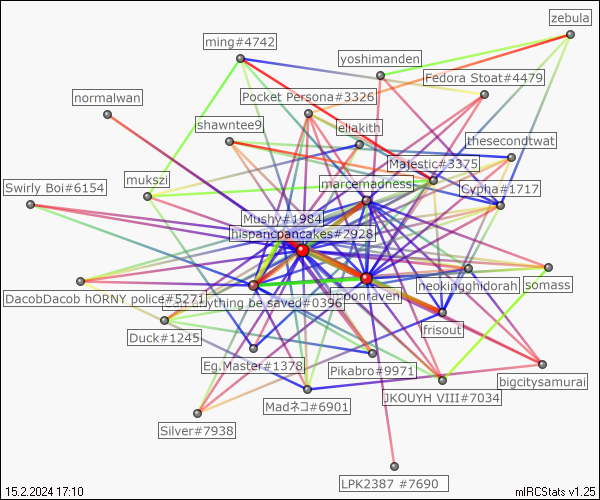 zebula
ming#4742
yoshimanden
Fedora Stoat#4479
normalwan
Pocket Persona#3326
shawntee9
eliakith
thesecondtwat
Majestic#3375
mukszi
marcemadness
Swirly Boi#6154
Cypha#1717
Mushy#1984
hispancpancakes#2928
neokingghidorah
somass
DacobDacob hORNY police#5271
anything be saved#0396
moonraven
frisout
Duck#1245
Eg.Master#1378
Pikabro#9971
bigcitysamurai
JKOUYH VIII#7034
Madネコ#6901
Silver#7938
LPK2387 #7690
15.2.2024 17:10
mIRCStats v1.25